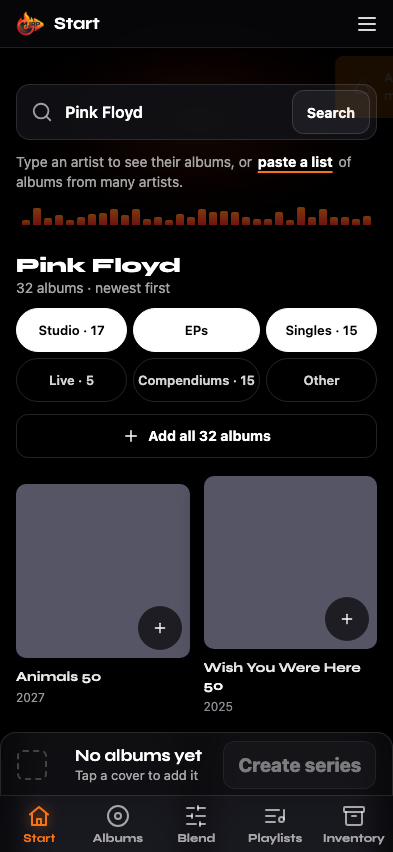 Start
Pink Floyd
Search
Type an artist to see their albums, or paste a list of
albums from many artists.
Pink Floyd
32 albums · newest first
Studio · 17
EPs
Singles · 15
Live · 5
Compendiums · 15
Other
+ Add all 32 albums
+
+
Animals 50
2027
Wish You Were Here
50
2025
No albums yet
Tap a cover to add it
Create series
Start
Albums
Blend
Playlists
Inventory